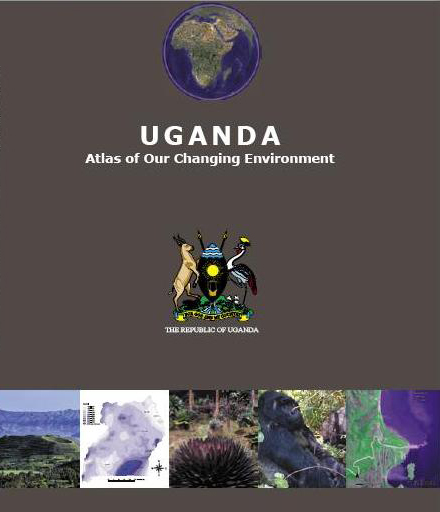 UGANDA
Atlas of Our Changing Environment
THE REPUBLIC OF UGANDA